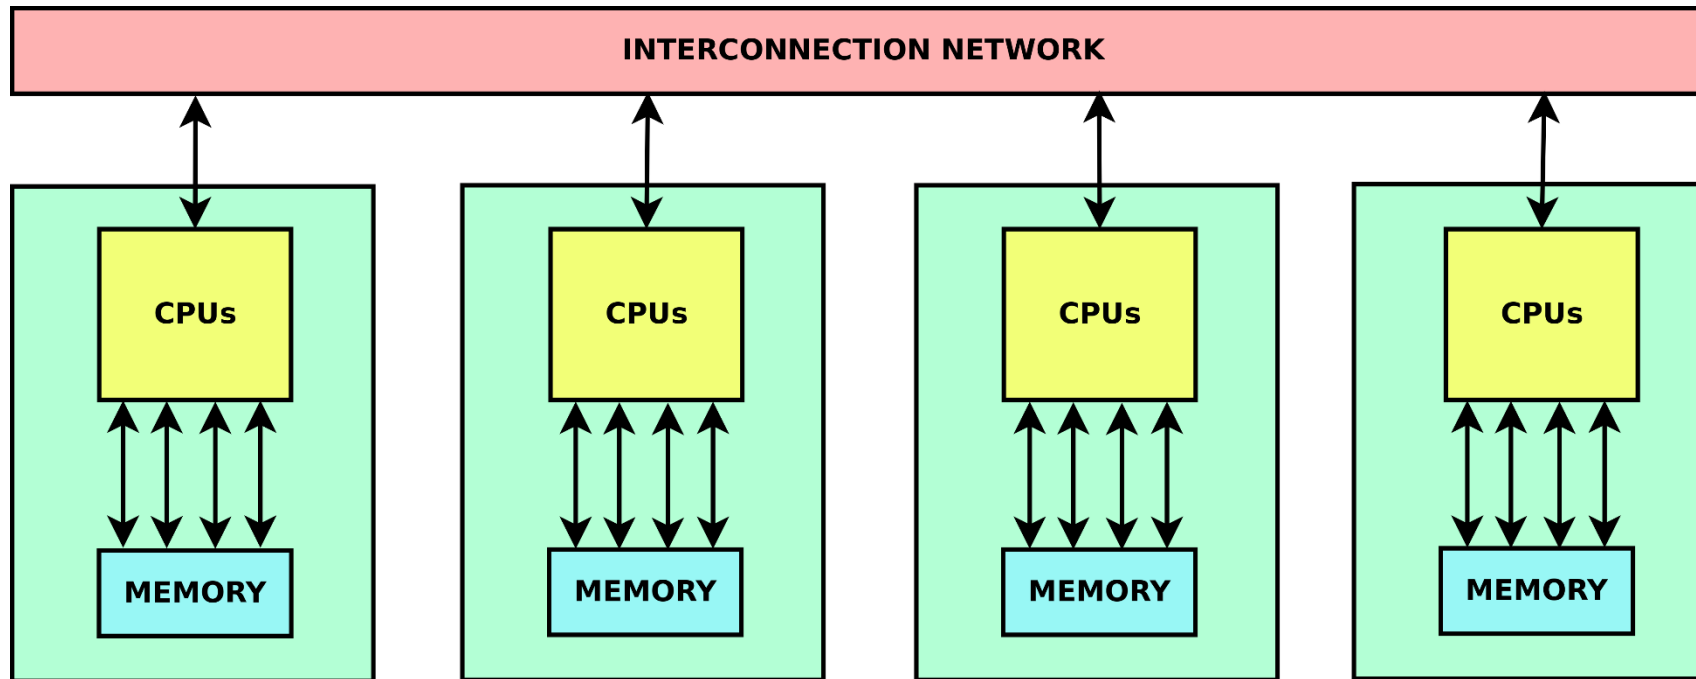 INTERCONNECTION NETWORK
CPUs
CPUs
CPUs
CPUs
MEMORY
MEMORY
MEMORY
MEMORY